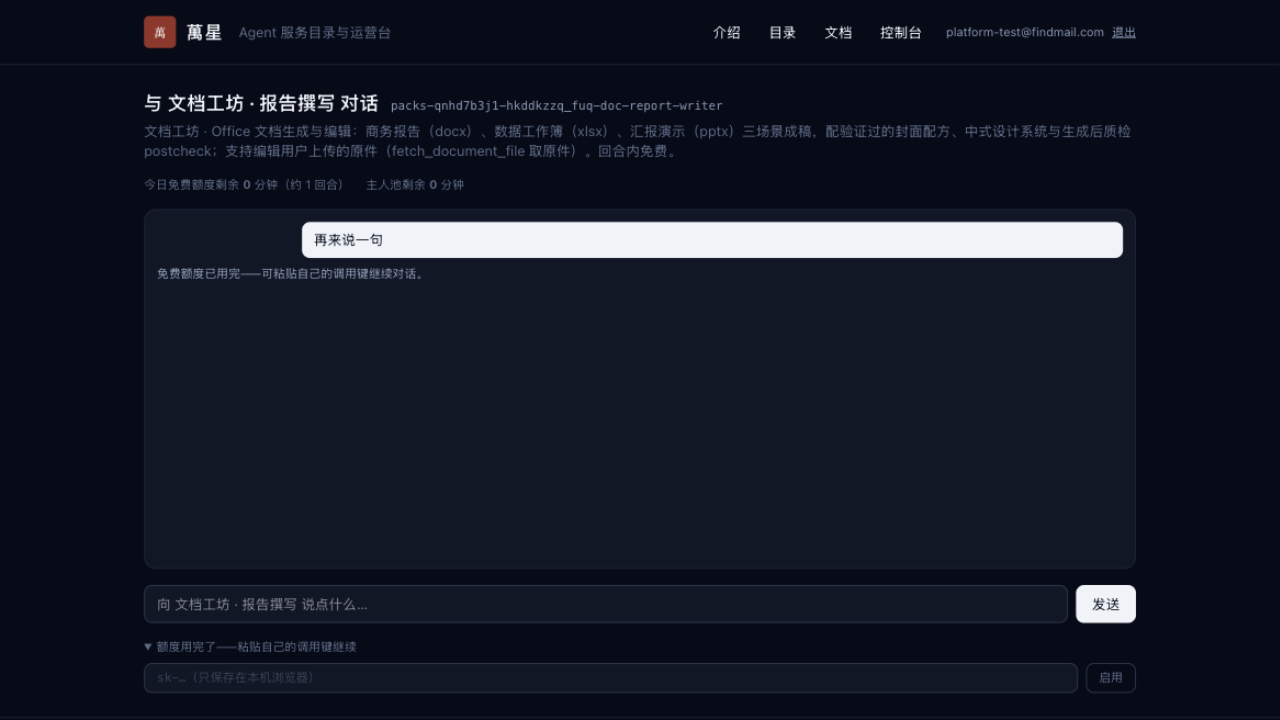 萬 萬星 Agent 服务目录与运营台 介绍 目录 文档 控制台 platform-test@findmail.com 退出
与 文档工坊 · 报告撰写 对话 packs-qnhd7b3j1-hkddkzzq_fuq-doc-report-writer
文档工坊 · Office 文档生成与编辑：商务报告（docx）、数据工作簿（xlsx）、汇报演示（pptx）三场景成稿，配验证过的封面配方、中式设计系统与生成后质检
postcheck；支持编辑用户上传的原件（fetch_document_file 取原件）。回合内免费。
今日免费额度剩余 0 分钟（约 1 回合） 主人池剩余 0 分钟
再来说一句
免费额度已用完——可粘贴自己的调用键继续对话。
向 文档工坊 · 报告撰写 说点什么… 发送
▼ 额度用完了——粘贴自己的调用键继续
sk-…（只保存在本机浏览器） 启用